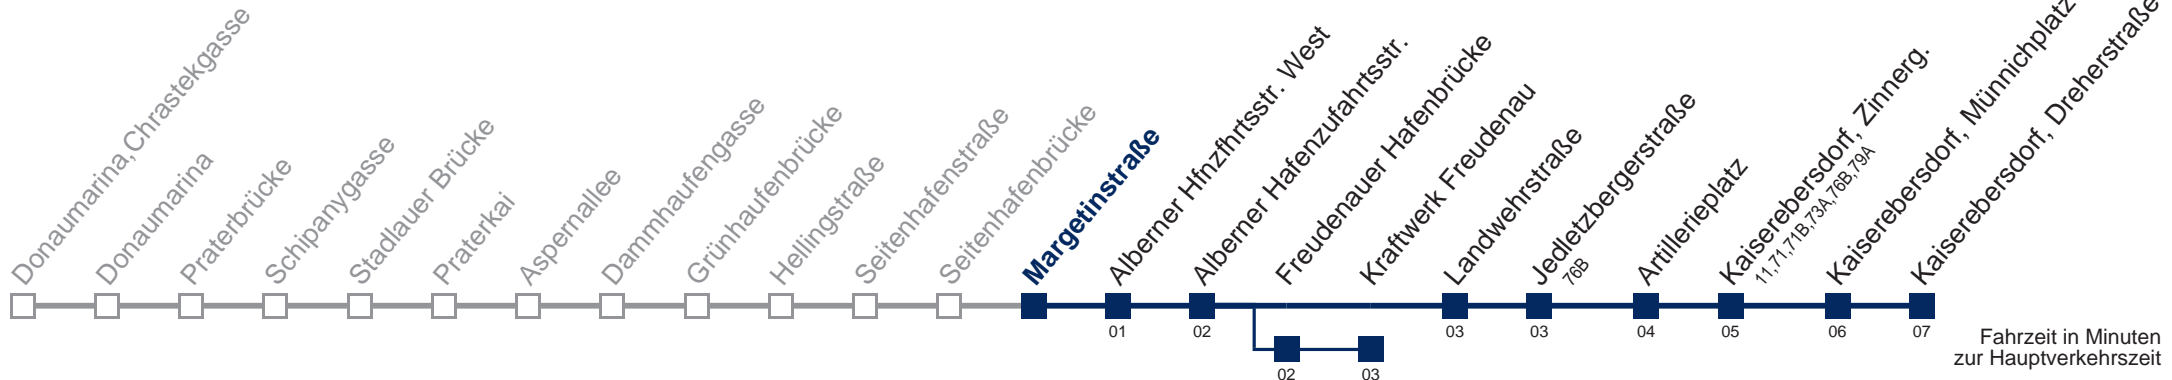 Donaumarina, Chrastekgasse
Donaumarina
Praterbrücke
Schipanygasse
Stadlauer Brücke
Praterkai
Aspernallee
Dammhaufengasse
Grünhaufenbrücke
Hellingstraße
Seitenhafenstraße
Seitenhafenbrücke
Margetinstraße
Alberner Hfnzfhrtsstr. West
Alberner Hafenzufahrtsstr.
Freudenauer Hafenbrücke
Kraftwerk Freudenau
Landwehrstraße
Jedletzbergerstraße
76B
Artillerieplatz
Kaiserebersdorf, Zinnerg.
11,71,71B,73A,76B,79A
Kaiserebersdorf, Münnichplatz
Kaiserebersdorf, Dreherstraße
01
02
03
03
04
05
06
07
02
03
Fahrzeit in Minuten
zur Hauptverkehrszeit